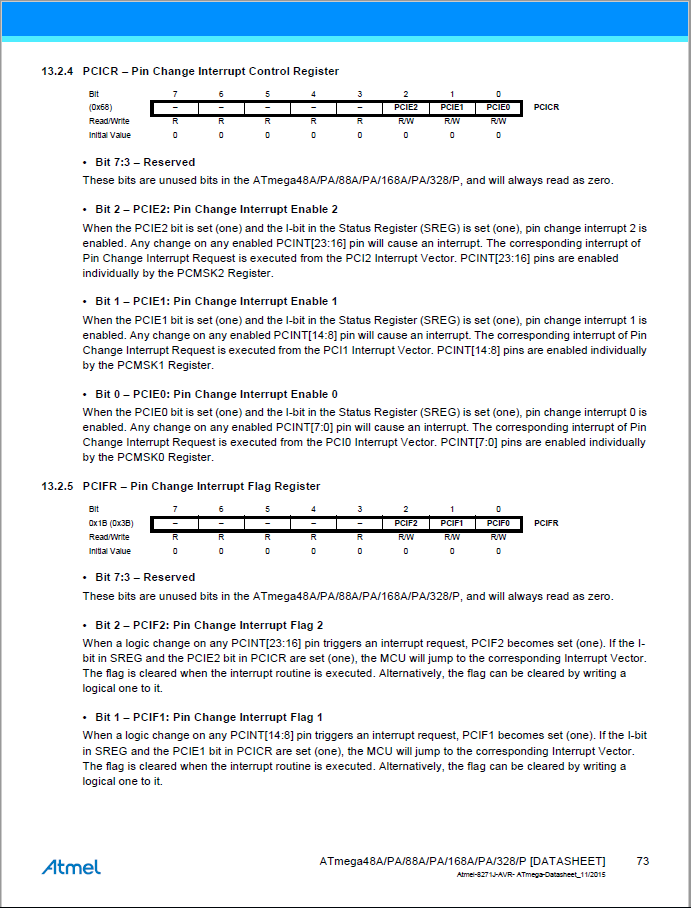 13.2.4 PCICR – Pin Change Interrupt Control Register
Bit 7 6 5 4 3 2 1 0
(0x68) – – – – – PCIE2 PCIE1 PCIE0 PCICR
Read/Write R R R R R R/W R/W R/W
Initial Value 0 0 0 0 0 0 0 0
• Bit 7:3 – Reserved
These bits are unused bits in the ATmega48A/PA/88A/PA/168A/PA/328/P, and will always read as zero.
• Bit 2 – PCIE2: Pin Change Interrupt Enable 2
When the PCIE2 bit is set (one) and the I-bit in the Status Register (SREG) is set (one), pin change interrupt 2 is
enabled. Any change on any enabled PCINT[23:16] pin will cause an interrupt. The corresponding interrupt of
Pin Change Interrupt Request is executed from the PCI2 Interrupt Vector. PCINT[23:16] pins are enabled
individually by the PCMSK2 Register.
• Bit 1 – PCIE1: Pin Change Interrupt Enable 1
When the PCIE1 bit is set (one) and the I-bit in the Status Register (SREG) is set (one), pin change interrupt 1 is
enabled. Any change on any enabled PCINT[14:8] pin will cause an interrupt. The corresponding interrupt of Pin
Change Interrupt Request is executed from the PCI1 Interrupt Vector. PCINT[14:8] pins are enabled individually
by the PCMSK1 Register.
• Bit 0 – PCIE0: Pin Change Interrupt Enable 0
When the PCIE0 bit is set (one) and the I-bit in the Status Register (SREG) is set (one), pin change interrupt 0 is
enabled. Any change on any enabled PCINT[7:0] pin will cause an interrupt. The corresponding interrupt of Pin
Change Interrupt Request is executed from the PCI0 Interrupt Vector. PCINT[7:0] pins are enabled individually
by the PCMSK0 Register.
13.2.5 PCIFR – Pin Change Interrupt Flag Register
Bit 7 6 5 4 3 2 1 0
0x1B (0x3B) – – – – – PCIF2 PCIF1 PCIF0 PCIFR
Read/Write R R R R R R/W R/W R/W
Initial Value 0 0 0 0 0 0 0 0
• Bit 7:3 – Reserved
These bits are unused bits in the ATmega48A/PA/88A/PA/168A/PA/328/P, and will always read as zero.
• Bit 2 – PCIF2: Pin Change Interrupt Flag 2
When a logic change on any PCINT[23:16] pin triggers an interrupt request, PCIF2 becomes set (one). If the I-
bit in SREG and the PCIE2 bit in PCICR are set (one), the MCU will jump to the corresponding Interrupt Vector.
The flag is cleared when the interrupt routine is executed. Alternatively, the flag can be cleared by writing a
logical one to it.
• Bit 1 – PCIF1: Pin Change Interrupt Flag 1
When a logic change on any PCINT[14:8] pin triggers an interrupt request, PCIF1 becomes set (one). If the I-bit
in SREG and the PCIE1 bit in PCICR are set (one), the MCU will jump to the corresponding Interrupt Vector.
The flag is cleared when the interrupt routine is executed. Alternatively, the flag can be cleared by writing a
logical one to it.
Atmel
ATmega48A/PA/88A/PA/168A/PA/328/P [DATASHEET] 73
Atmel-8271J-AVR- ATmega-Datasheet_11/2015